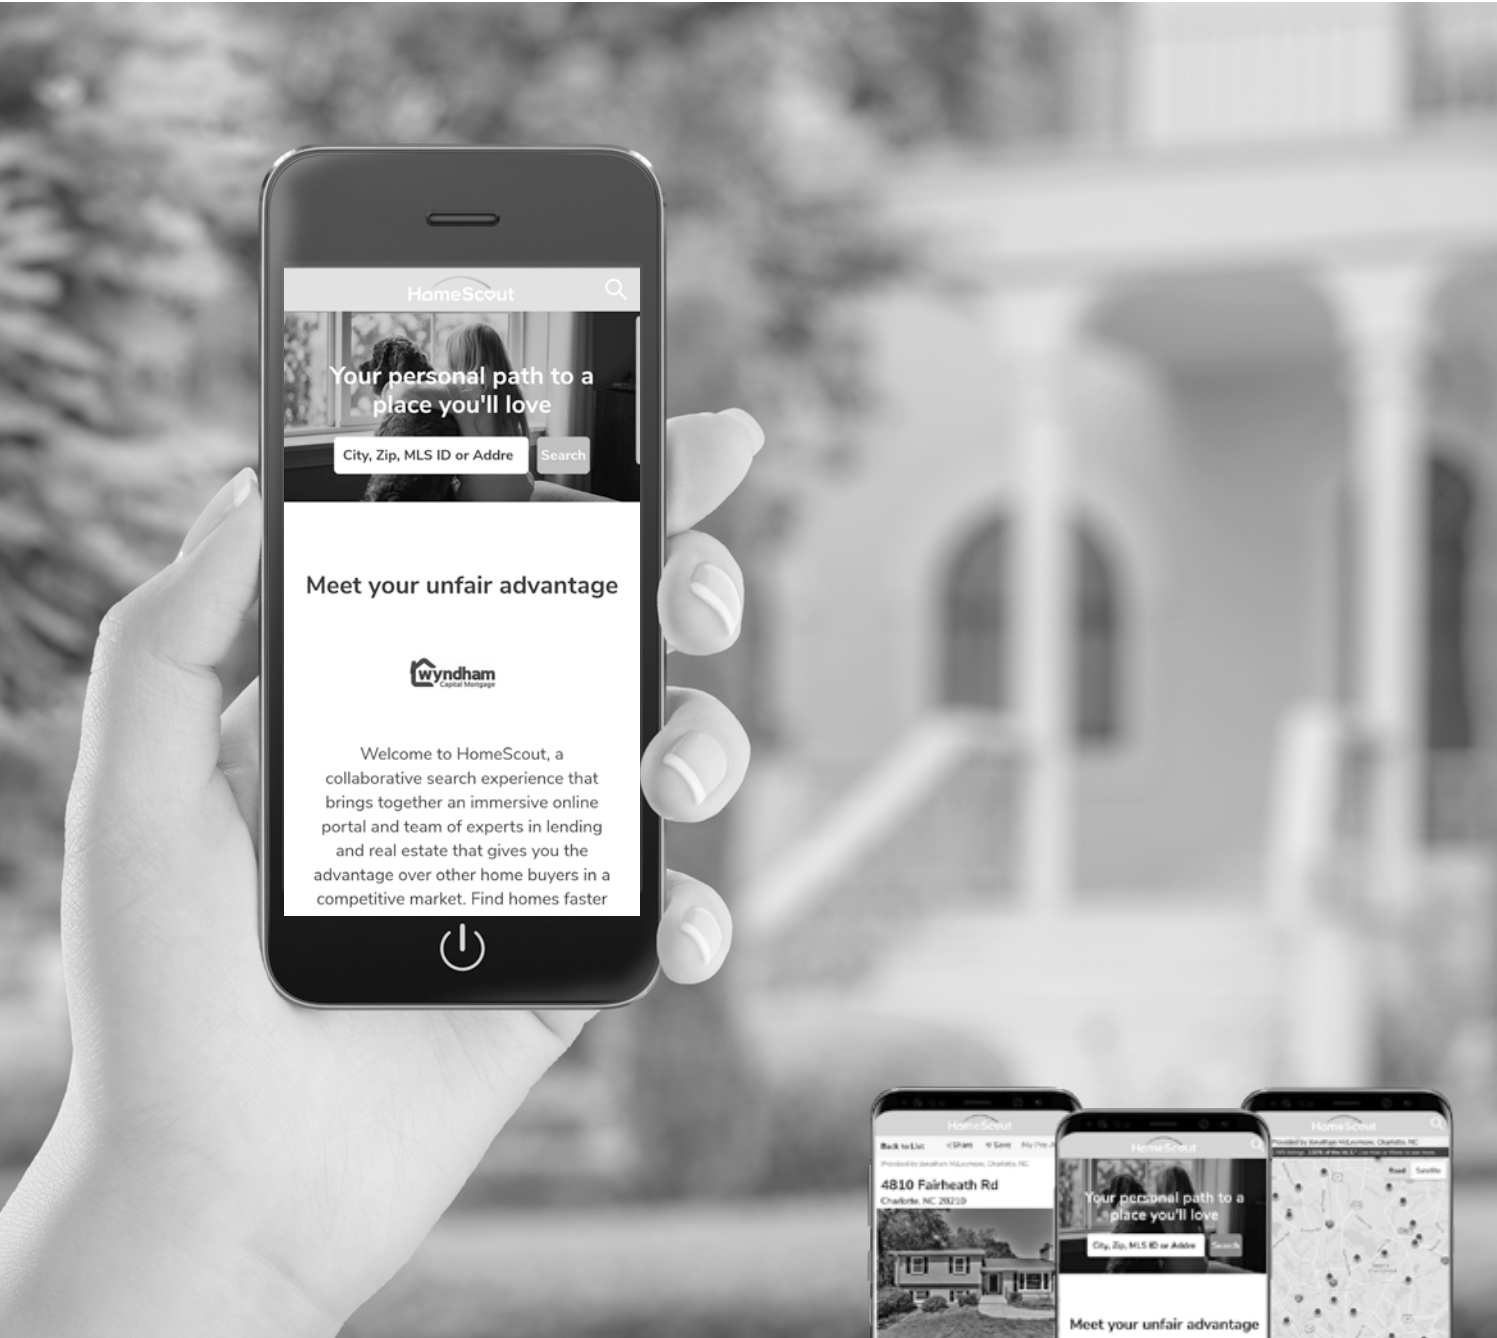 HomeScout
Your personal path to a
place you'll love
City, Zip, MLS ID or Addre
Search
Meet your unfair advantage
wyndham
Capital Mortgage
Welcome to HomeScout, a
collaborative search experience that
brings together an immersive online
portal and team of experts in lending
and real estate that gives you the
advantage over other home buyers in a
competitive market. Find homes faster
HomeScout
Back to List
Share
Save
My Pre-A
4810 Fairheath Rd
Charlotte, NC 28210
HomeScout
Your personal path to a
place you'll love
City, Zip, MLS ID or Addre
Search
Meet your unfair advantage
HomeScout
Road
Satellite